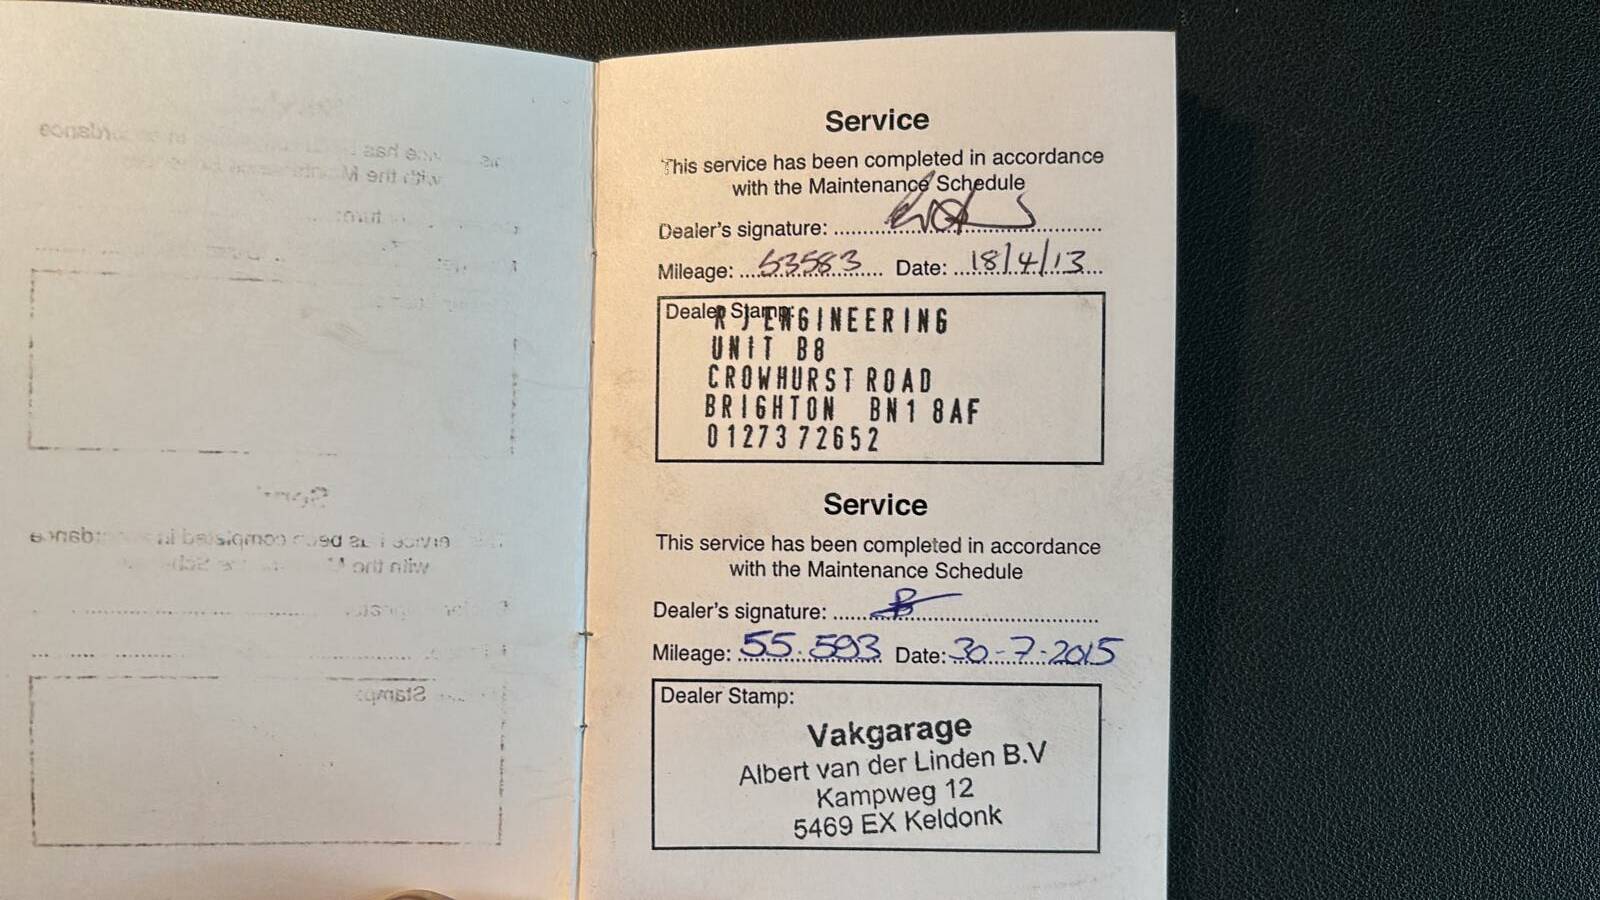 Service
This service has been completed in accordance
with the Maintenance Schedule
Dealer's signature:
Mileage: 53583 Date: 18/4/13
Dealer Stamp:
R J ENGINEERING
UNIT B8
CROWHURST ROAD
BRIGHTON BN1 8AF
01273 72652
Service
This service has been completed in accordance
with the Maintenance Schedule
Dealer's signature:
Mileage: 55.593 Date: 30-7-2015
Dealer Stamp:
Vakgarage
Albert van der Linden B.V
Kampweg 12
5469 EX Keldonk